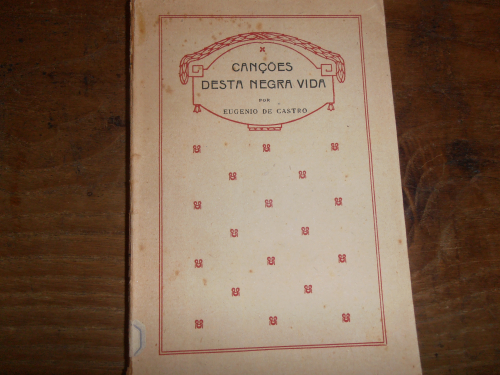 CANÇÕES
DESTA NEGRA VIDA
POR
EUGENIO DE CASTRO